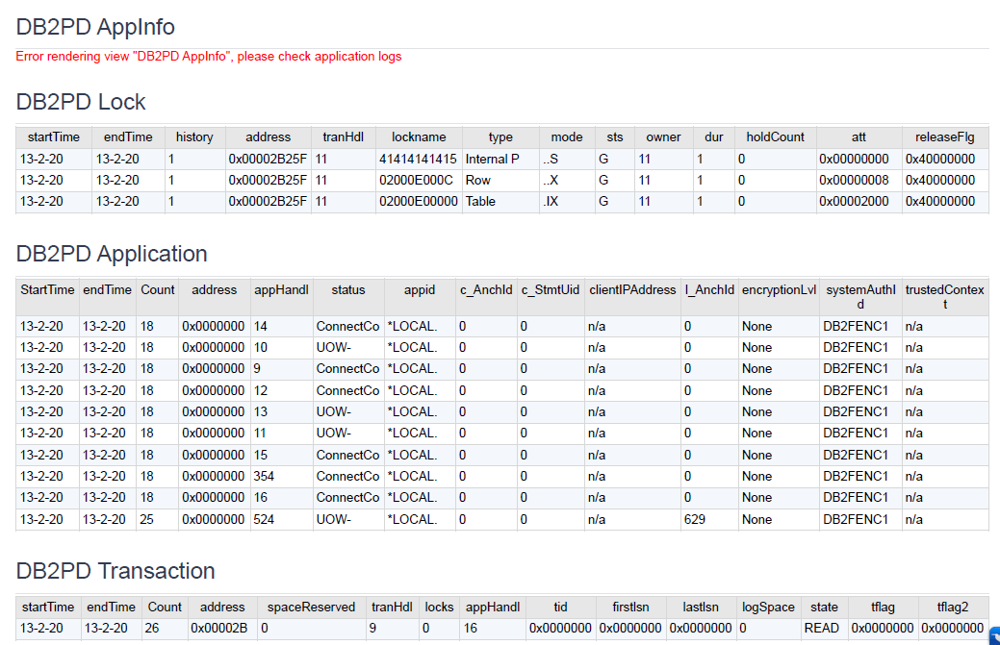 DB2PD AppInfo
Error rendering view "DB2PD AppInfo", please check application logs
DB2PD Lock
startTime endTime history address tranHdl lockname type mode sts owner dur holdCount att releaseFlg
13-2-20 13-2-20 1 0x00002B25F 11 41414141415 Internal P ..S G 11 1 0 0x00000000 0x40000000
13-2-20 13-2-20 1 0x00002B25F 11 02000E000C Row ..X G 11 1 0 0x00000008 0x40000000
13-2-20 13-2-20 1 0x00002B25F 11 02000E00000 Table .IX G 11 1 0 0x00002000 0x40000000
DB2PD Application
StartTime endTime Count address appHandl status appid c_AnchId c_StmtUid clientIPAddress l_AnchId encryptionLvl systemAuthI trustedContex
d t
13-2-20 13-2-20 18 0x0000000 14 ConnectCo *LOCAL. 0 0 n/a 0 None DB2FENC1 n/a
13-2-20 13-2-20 18 0x0000000 10 UOW- *LOCAL. 0 0 n/a 0 None DB2FENC1 n/a
13-2-20 13-2-20 18 0x0000000 9 ConnectCo *LOCAL. 0 0 n/a 0 None DB2FENC1 n/a
13-2-20 13-2-20 18 0x0000000 12 ConnectCo *LOCAL. 0 0 n/a 0 None DB2FENC1 n/a
13-2-20 13-2-20 18 0x0000000 13 UOW- *LOCAL. 0 0 n/a 0 None DB2FENC1 n/a
13-2-20 13-2-20 18 0x0000000 11 UOW- *LOCAL. 0 0 n/a 0 None DB2FENC1 n/a
13-2-20 13-2-20 18 0x0000000 15 ConnectCo *LOCAL. 0 0 n/a 0 None DB2FENC1 n/a
13-2-20 13-2-20 18 0x0000000 354 ConnectCo *LOCAL. 0 0 n/a 0 None DB2FENC1 n/a
13-2-20 13-2-20 18 0x0000000 16 ConnectCo *LOCAL. 0 0 n/a 0 None DB2FENC1 n/a
13-2-20 13-2-20 25 0x0000000 524 UOW- *LOCAL. 0 0 n/a 629 None DB2FENC1 n/a
DB2PD Transaction
startTime endTime Count address spaceReserved tranHdl locks appHandl tid firstlsn lastlsn logSpace state tflag tflag2
13-2-20 13-2-20 26 0x00002B 0 9 0 16 0x0000000 0x0000000 0x0000000 0 READ 0x0000000 0x0000000